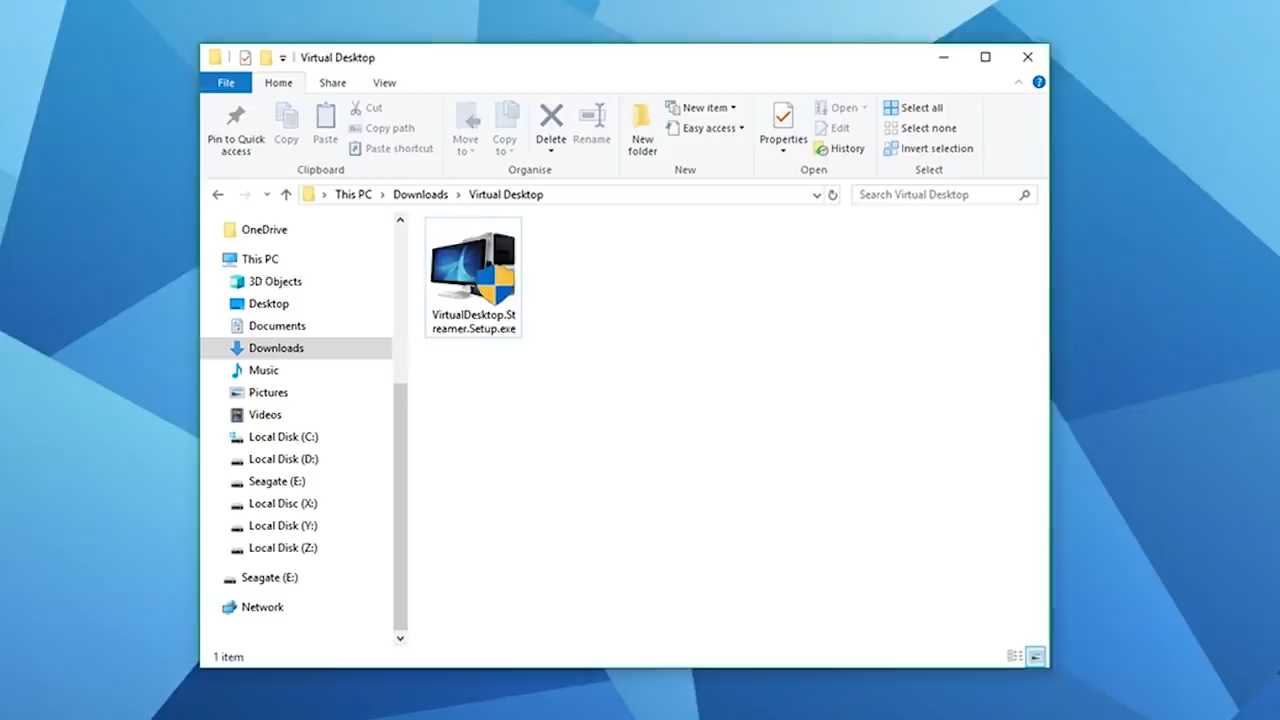 Virtual Desktop
File Home Share View
Pin to Quick access
Copy
Paste
Cut
Copy path
Paste shortcut
Clipboard
Move to
Copy to
Delete
Rename
Organise
New folder
New item
Easy access
New
Properties
Open
Edit
History
Open
Select all
Select none
Invert selection
Select
This PC > Downloads > Virtual Desktop
Search Virtual Desktop
OneDrive
This PC
3D Objects
Desktop
Documents
Downloads
Music
Pictures
Videos
Local Disk (C:)
Local Disk (D:)
Seagate (E:)
Local Disc (X:)
Local Disk (Y:)
Local Disk (Z:)
Seagate (E:)
Network
VirtualDesktop.St
reamer.Setup.exe
1 item